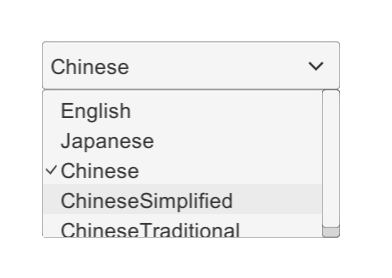 Chinese
English
Japanese
Chinese
ChineseSimplified
ChineseTraditional